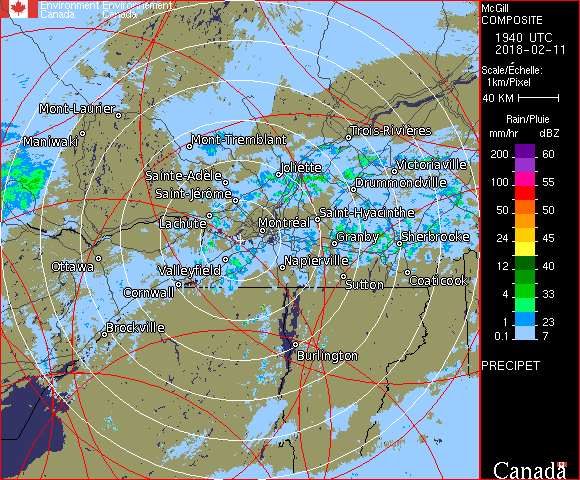 Environment Environnement
Canada Canada
McGill
COMPOSITE
1940 UTC
2018-02-11
Scale/Échelle:
1km/Pixel
40 KM
Rain/Pluie
mm/hr dBZ
200 60
100 55
50 50
45
24 35
12 40
4 33
1 23
0.1 7
PRECIPET
Canada
Mont-Laurier
Maniwaki
Mont-Tremblant
Trois-Rivières
Joliette
Victoriaville
Sainte-Adèle
Drummondville
Saint-Jérôme
Lachute
Saint-Hyacinthe
Montréal
Granby
Sherbrooke
Ottawa
Valleyfield
Napierville
Cornwall
Sutton
Coaticook
Brockville
Burlington